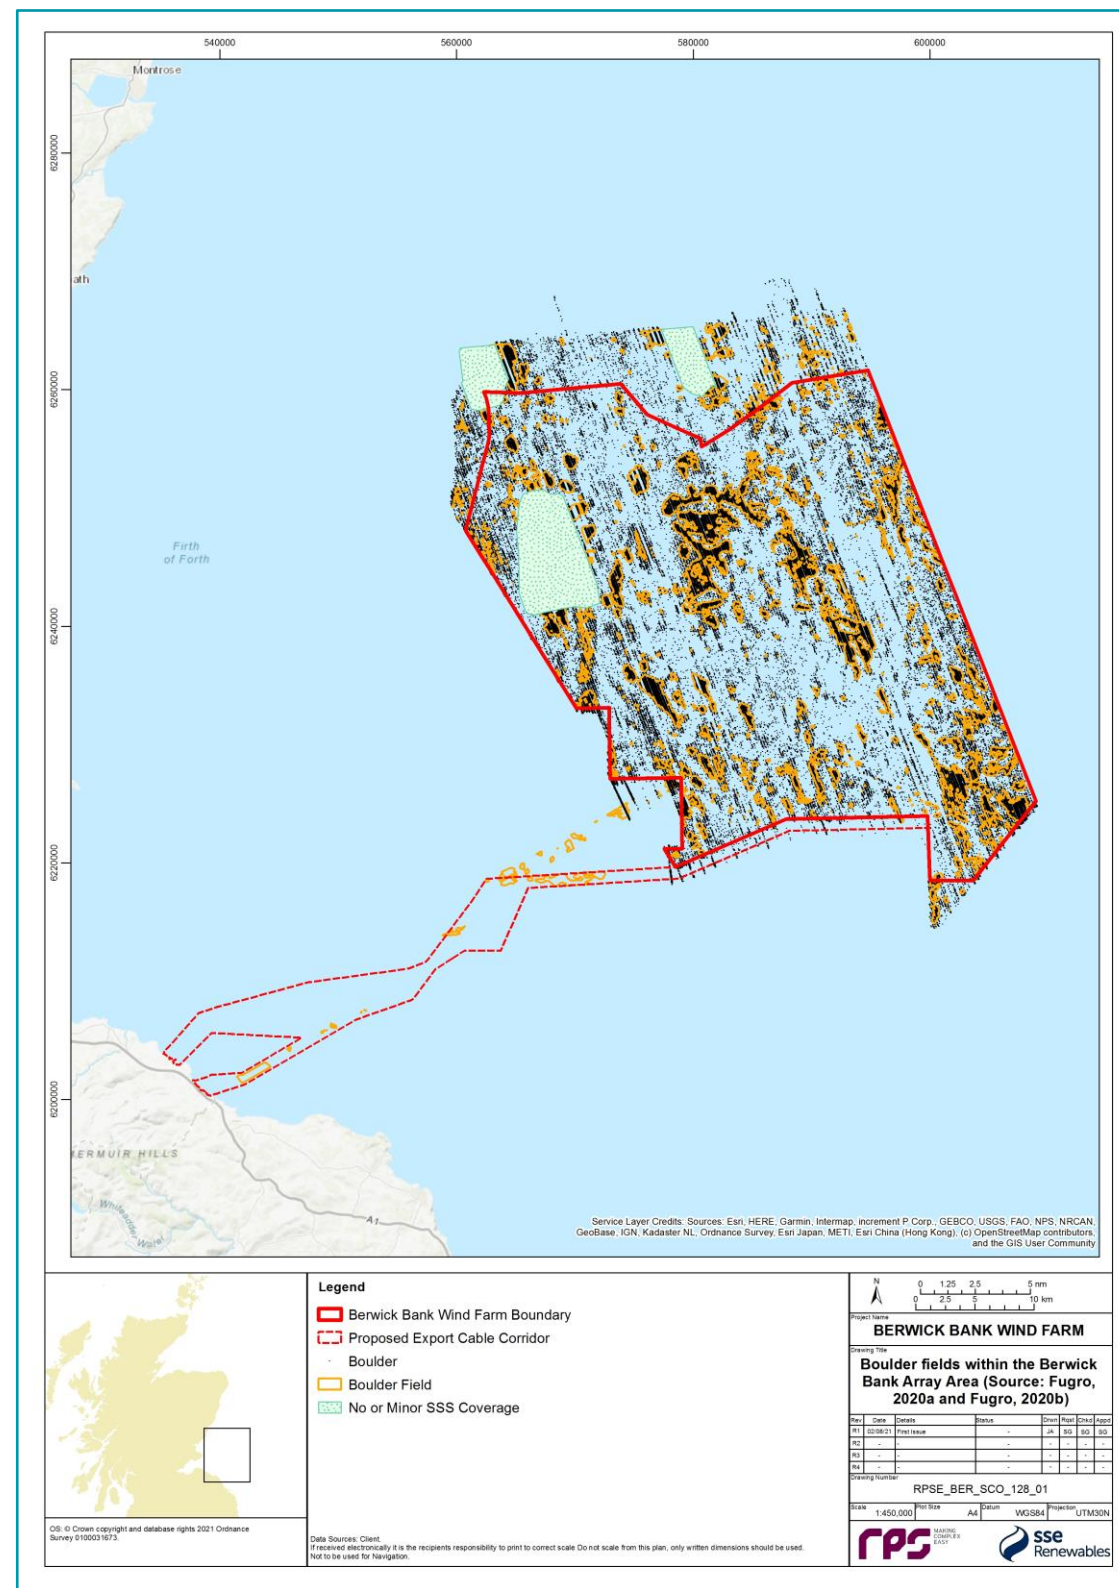 540000
560000
580000
600000
Montrose
6280000
ath
6260000
Firth
of Forth
6240000
6220000
6200000
ERMUIR HILLS
Whiteadder Water
A1
Service Layer Credits: Sources: Esri, HERE, Garmin, Intermap, increment P Corp., GEBCO, USGS, FAO, NPS, NRCAN,
GeoBase, IGN, Kadaster NL, Ordnance Survey, Esri Japan, METI, Esri China (Hong Kong), (c) OpenStreetMap contributors,
and the GIS User Community
OS: © Crown copyright and database rights 2021 Ordnance
Survey 0100031673.
Legend
Berwick Bank Wind Farm Boundary
Proposed Export Cable Corridor
Boulder
Boulder Field
No or Minor SSS Coverage
Data Sources: Client.
If received electronically it is the recipients responsibility to print to correct scale Do not scale from this plan, only written dimensions should be used.
Not to be used for Navigation.
N
0 1.25 2.5 5 nm
0 2.5 5 10 km
Project Name
BERWICK BANK WIND FARM
Drawing Title
Boulder fields within the Berwick
Bank Array Area (Source: Fugro,
2020a and Fugro, 2020b)
Rev Date Details Status Drwn Rqst Chkd Appd
R1 02/08/21 First Issue - JA SG SG SG
R2 - - - - - - -
R3 - - - - - - -
R4 - - - - - - -
Drawing Number
RPSE_BER_SCO_128_01
Scale 1:450,000 Plot Size A4 Datum WGS84 Projection UTM30N
rps MAKING
COMPLEX
EASY
sse
Renewables